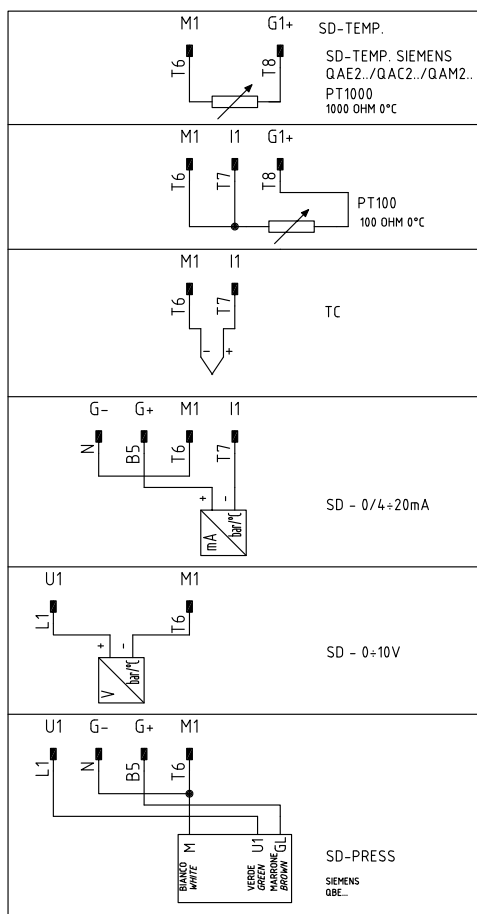 M1 G1+ SD-TEMP.
T6 T8
SD-TEMP. SIEMENS
QAE2../QAC2../QAM2..
PT1000
1000 OHM 0°C
M1 I1 G1+
T6 T7 T8
PT100
100 OHM 0°C
M1 I1
T6 T7
- +
TC
G- G+ M1 I1
N B5 T6 T7
+ -
mA bar/°C
SD - 0/4÷20mA
U1 M1
L1 T6
+ -
V bar/°C
SD - 0÷10V
U1 G- G+ M1
L1 N B5 T6
M U1 GL
BIANCO VERDE MARRONE
WHITE GREEN BROWN
SD-PRESS
SIEMENS
QBE...